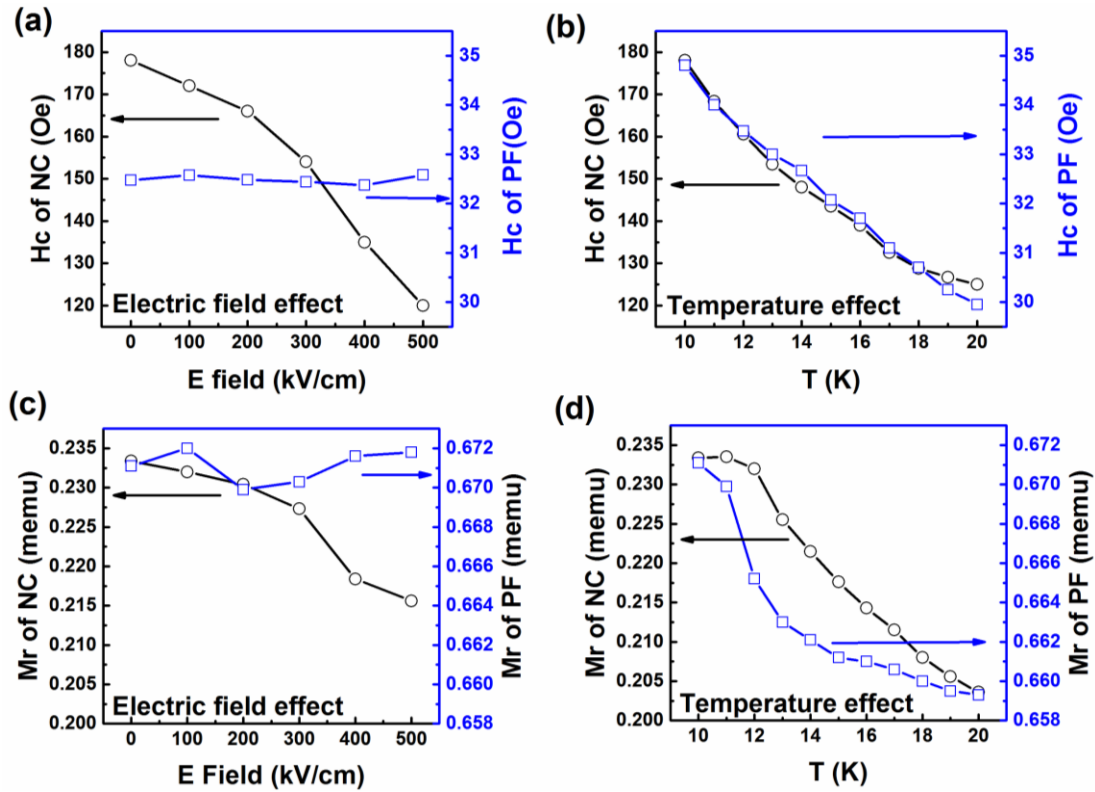 (a)
Hc of NC (Oe)
180
170
160
150
140
130
120
35
34
33
32
31
30
Hc of PF(Oe)
Electric field effect
0 100 200 300 400 500
E field (kV/cm)
(b)
Hc of NC (Oe)
180
170
160
150
140
130
120
35
34
33
32
31
30
Hc of PF (Oe)
Temperature effect
10 12 14 16 18 20
T (K)
(c)
Mr of NC (memu)
0.235
0.230
0.225
0.220
0.215
0.210
0.205
0.200
0.672
0.670
0.668
0.666
0.664
0.662
0.660
0.658
Mr of PF (memu)
Electric field effect
0 100 200 300 400 500
E Field (kV/cm)
(d)
Mr of NC (memu)
0.235
0.230
0.225
0.220
0.215
0.210
0.205
0.200
0.672
0.670
0.668
0.666
0.664
0.662
0.660
0.658
Mr of PF (memu)
Temperature effect
10 12 14 16 18 20
T (K)